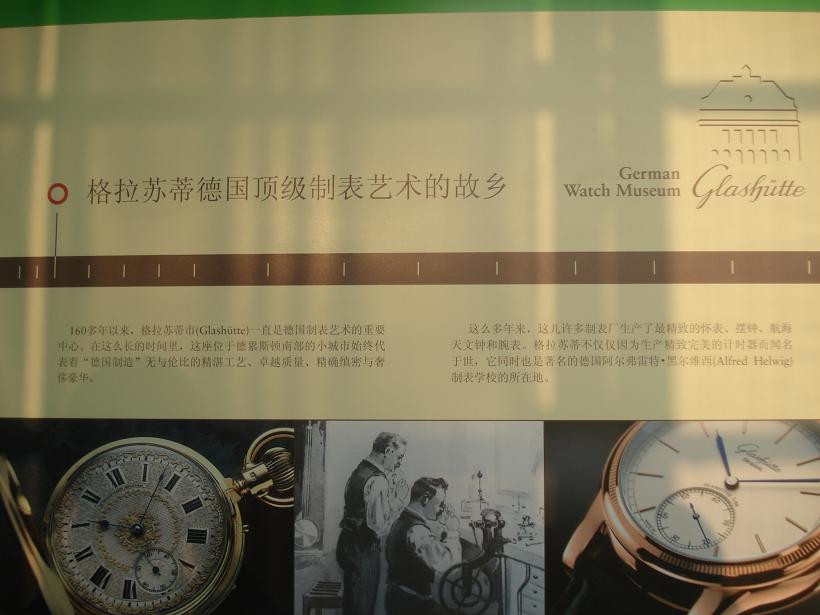 格拉苏蒂德国顶级制表艺术的故乡
German
Watch Museum Glashütte
160多年以来，格拉苏蒂市(Glashütte)一直是德国制表艺术的重要
中心。在这么长的时间里，这座位于德累斯顿南部的小城市始终代
表着“德国制造”无与伦比的精湛工艺、卓越质量、精确缜密与奢
侈豪华。
这么多年来，这儿许多制表厂生产了最精致的怀表、摆钟、航海
天文钟和腕表。格拉苏蒂不仅仅因为生产精致完美的计时器而闻名
于世，它同时也是著名的德国阿尔弗雷特·黑尔维西(Alfred Helwig)
制表学校的所在地。
Glashütte